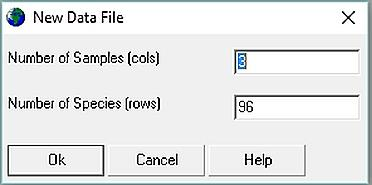 New Data File
Number of Samples (cols) 3
Number of Species (rows) 96
Ok Cancel Help